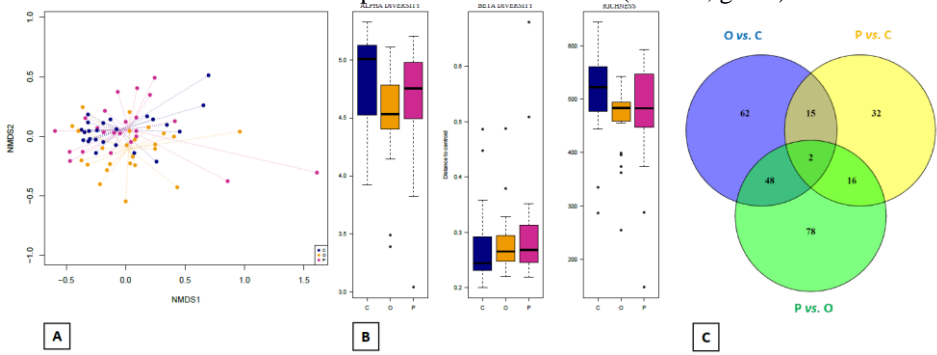 ALPHA DIVERSITY
BETA DIVERSITY
RICHNESS
1.0
0.5
0.0
−0.5
−1.0
NMDS2
−0.5
0.0
0.5
1.0
1.5
NMDS1
C
O
P
A
5.0
4.5
4.0
3.5
3.0
C
O
P
B
0.6
0.5
0.4
0.3
0.2
Distance to centroid
C
O
P
600
500
400
300
200
C
O
P
O vs. C
P vs. C
62
15
32
2
48
16
78
P vs. O
C